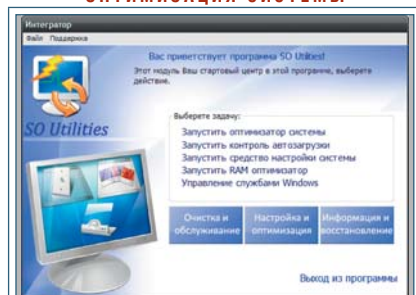 ОПТИМИЗАЦИЯ СИСТЕМЫ
Интегратор
Файл Поддержка
Вас приветствует программа SO Utilities!
Этот модуль Ваш стартовый центр в этой программе, выберете
действие.
SO Utilities
Выберете задачу:
Запустить оптимизатор системы
Запустить контроль автозагрузки
Запустить средство настройки системы
Запустить RAM оптимизатор
Управление службами Windows
Очистка и обслуживание
Настройка и оптимизация
Информация и восстановление
Выход из программы